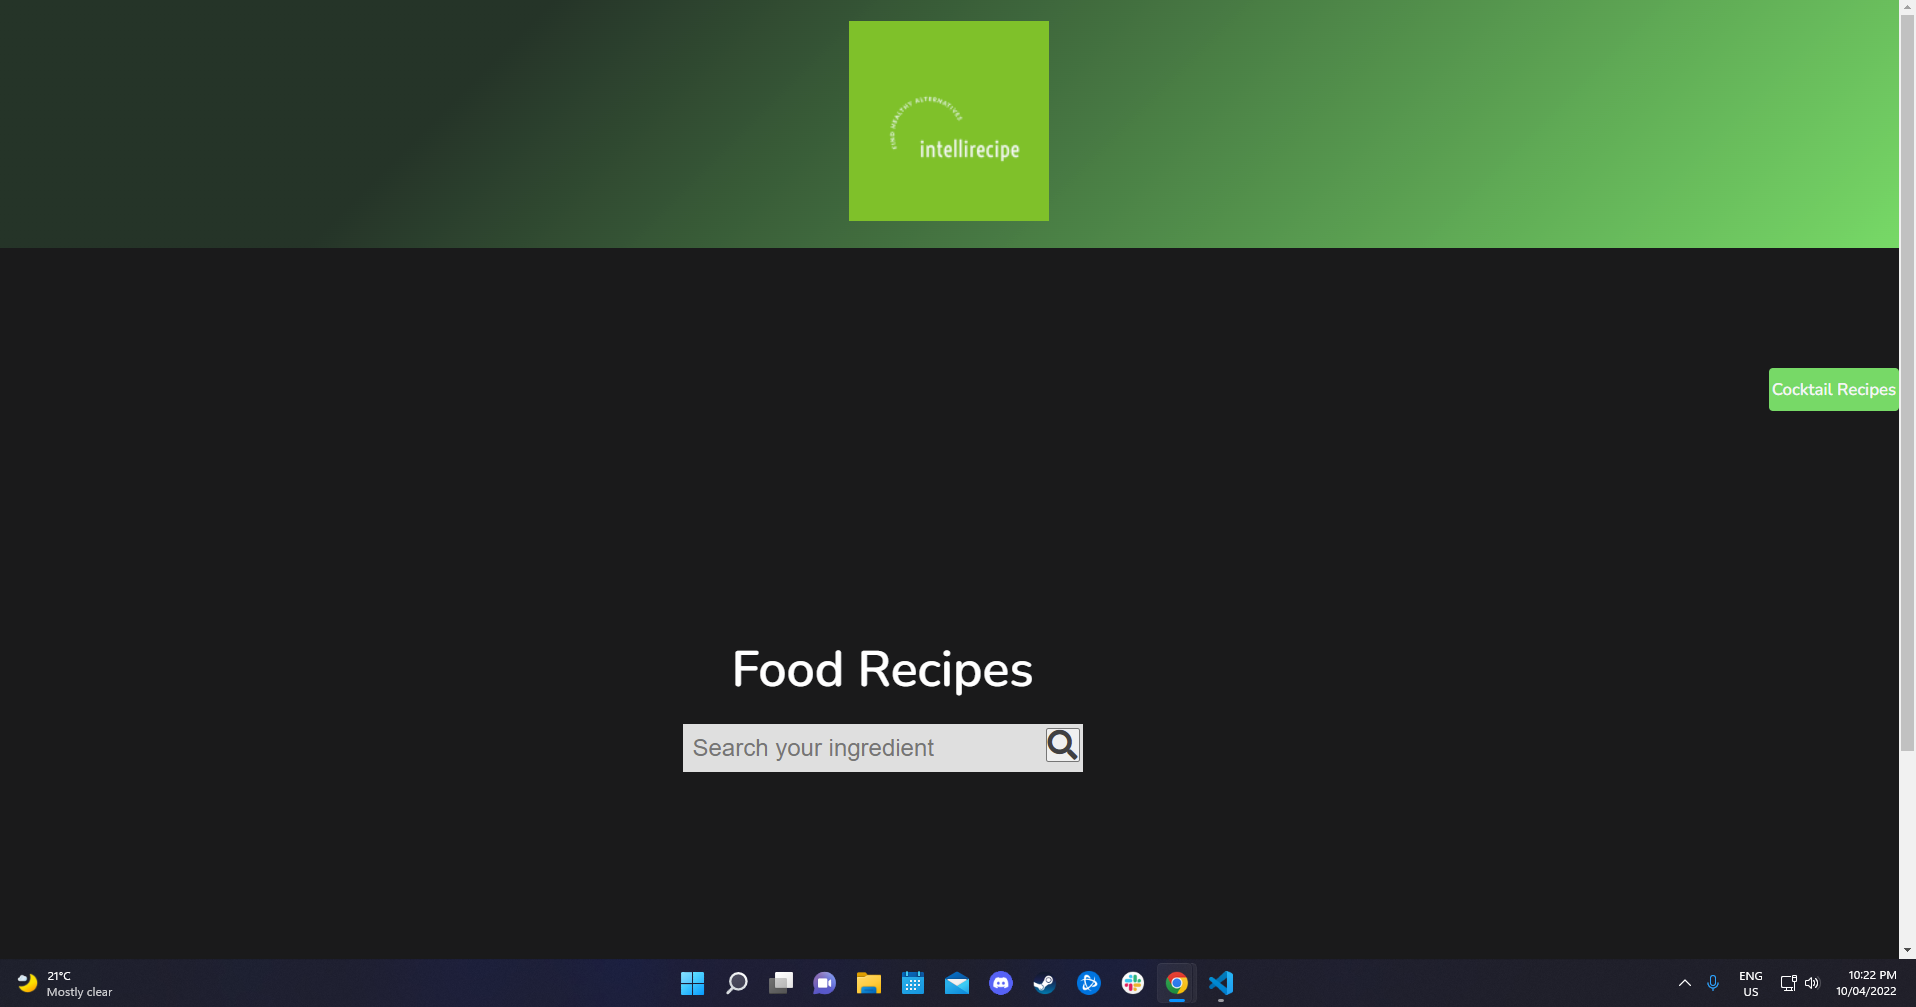 FIND HEALTHY ALTERNATIVES
intellirecipe
Cocktail Recipes
Food Recipes
Search your ingredient
21°C
Mostly clear
ENG
US
10:22 PM
10/04/2022